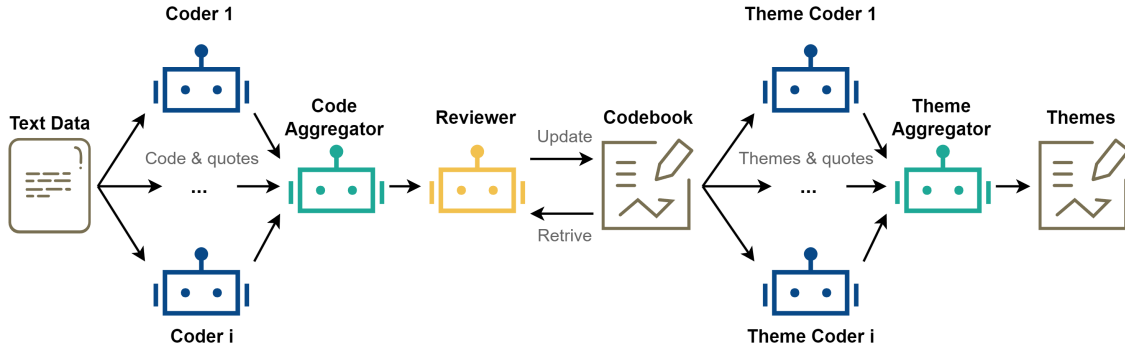 Coder 1
Theme Coder 1
Text Data
Code
Aggregator
Reviewer
Codebook
Theme
Aggregator
Themes
Update
Code & quotes
...
Themes & quotes
...
Retrive
Coder i
Theme Coder i